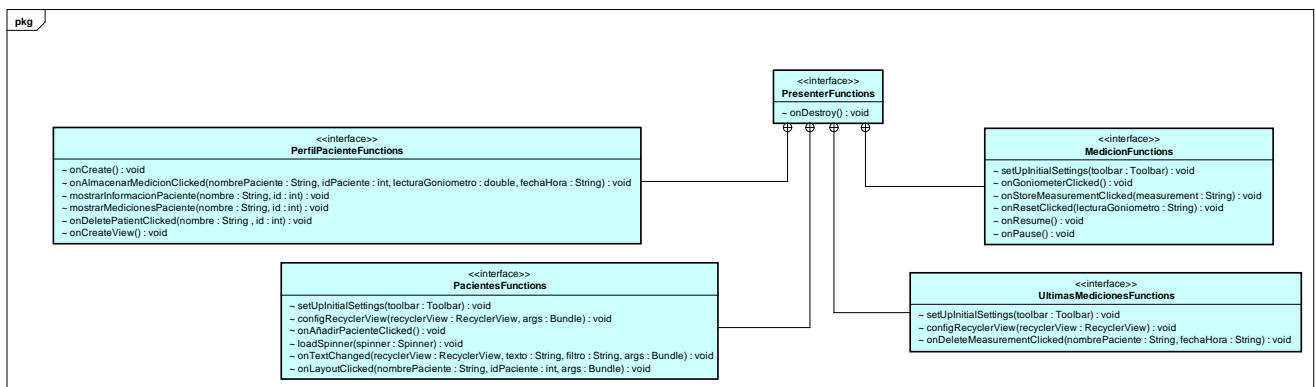 pkg
<<interface>>
PresenterFunctions
~ onDestroy() : void
<<interface>>
PerfilPacienteFunctions
~ onCreate() : void
~ onAlmacenarMedicionClicked(nombrePaciente : String, idPaciente : int, lecturaGoniometro : double, fechaHora : String) : void
~ mostrarInformacionPaciente(nombre : String, id : int) : void
~ mostrarMedicionesPaciente(nombre : String, id : int) : void
~ onDeletePatientClicked(nombre : String , id : int) : void
~ onCreateView() : void
<<interface>>
MedicionFunctions
~ setUpInitialSettings(toolbar : Toolbar) : void
~ onGoniometerClicked() : void
~ onStoreMeasurementClicked(measurement : String) : void
~ onResetClicked(lecturaGoniometro : String) : void
~ onResume() : void
~ onPause() : void
<<interface>>
PacientesFunctions
~ setUpInitialSettings(toolbar : Toolbar) : void
~ configRecyclerView(recyclerView : RecyclerView, args : Bundle) : void
~ onAñadirPacienteClicked() : void
~ loadSpinner(spinner : Spinner) : void
~ onTextChanged(recyclerView : RecyclerView, texto : String, filtro : String, args : Bundle) : void
~ onLayoutClicked(nombrePaciente : String, idPaciente : int, args : Bundle) : void
<<interface>>
UltimasMedicionesFunctions
~ setUpInitialSettings(toolbar : Toolbar) : void
~ configRecyclerView(recyclerView : RecyclerView) : void
~ onDeleteMeasurementClicked(nombrePaciente : String, fechaHora : String) : void